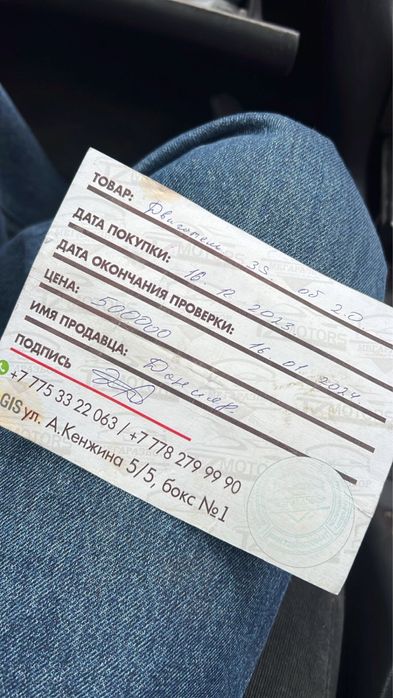 ТОВАР: Двигатель 3S об 2.0
ДАТА ПОКУПКИ: 16.12 2023
ДАТА ОКОНЧАНИЯ ПРОВЕРКИ: 16.01.2024
ЦЕНА: 500000
ИМЯ ПРОДАВЦА: Данияр
ПОДПИСЬ
+7 775 33 22 063 / +7 778 279 99 90
GIS ул. А.Кенжина 5/5, бокс №1